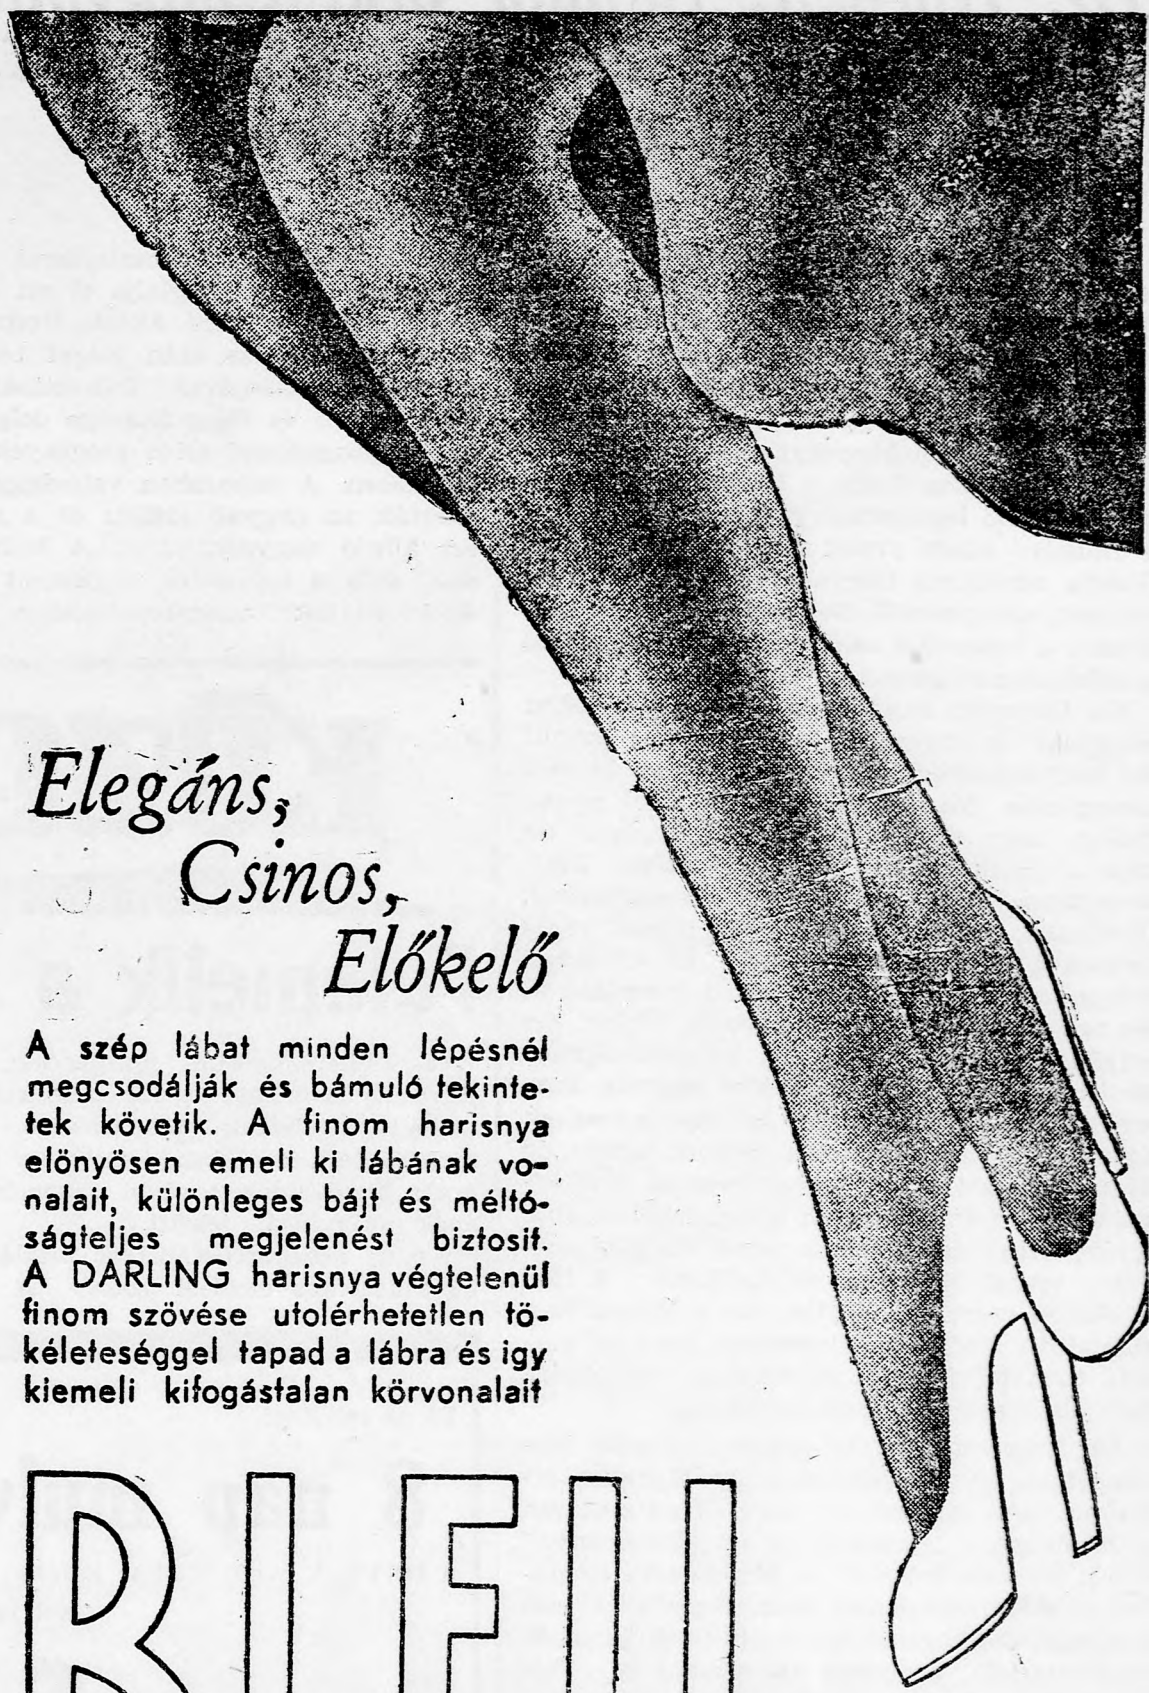 Elegáns,
Csinos,
Előkelő
A szép lábat minden lépésnél
megcsodálják és bámuló tekinte-
tek követik. A finom harisnya
elönyösen emeli ki lábának vo-
nalait, különleges bájt és méltó-
ságteljes megjelenést biztosit.
A DARLING harisnya végtelenül
finom szövése utolérhetetlen tö-
kéleteséggel tapad a lábra és igy
kiemeli kifogástalan körvonalait